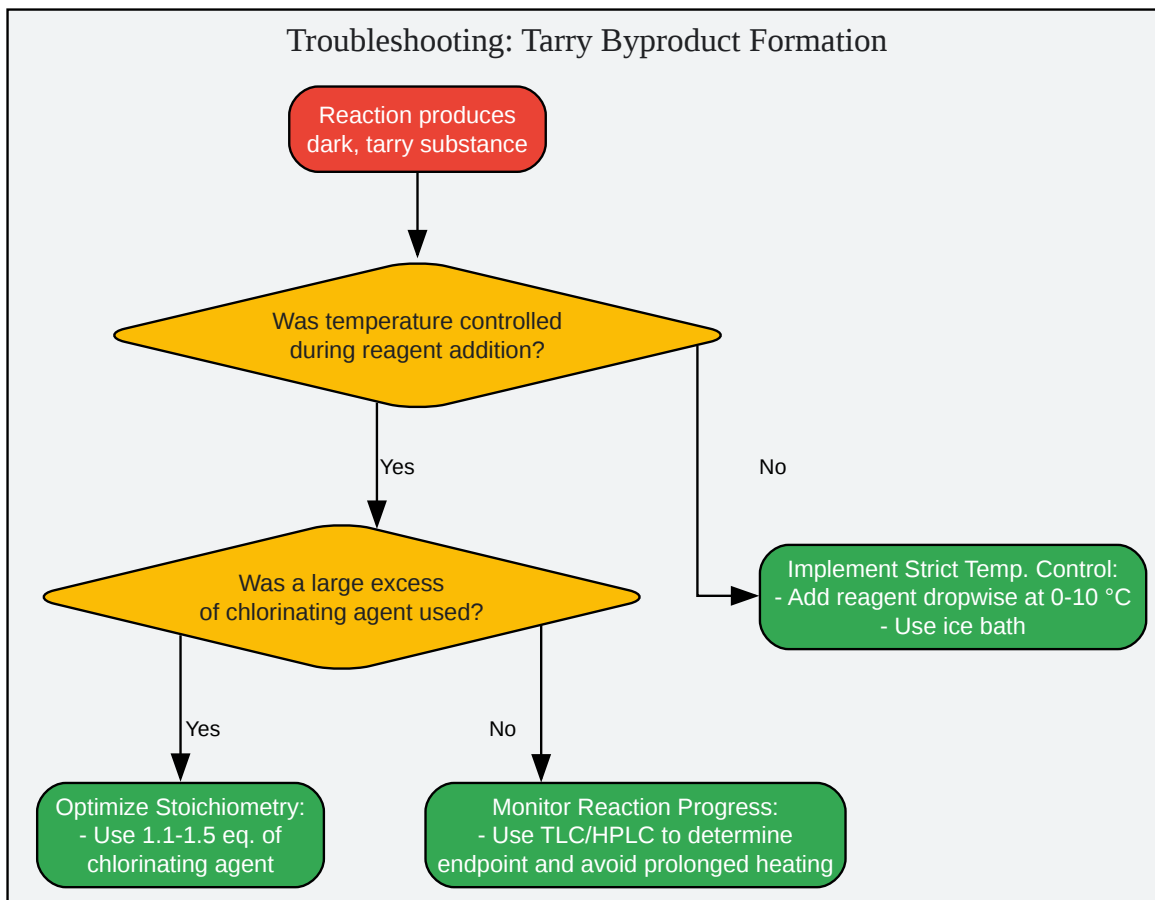 Troubleshooting: Tarry Byproduct Formation
Reaction produces
dark, tarry substance
Was temperature controlled
during reagent addition?
Yes
No
Was a large excess
of chlorinating agent used?
Implement Strict Temp. Control:
- Add reagent dropwise at 0-10 °C
- Use ice bath
Yes
No
Optimize Stoichiometry:
- Use 1.1-1.5 eq. of
chlorinating agent
Monitor Reaction Progress:
- Use TLC/HPLC to determine
endpoint and avoid prolonged heating